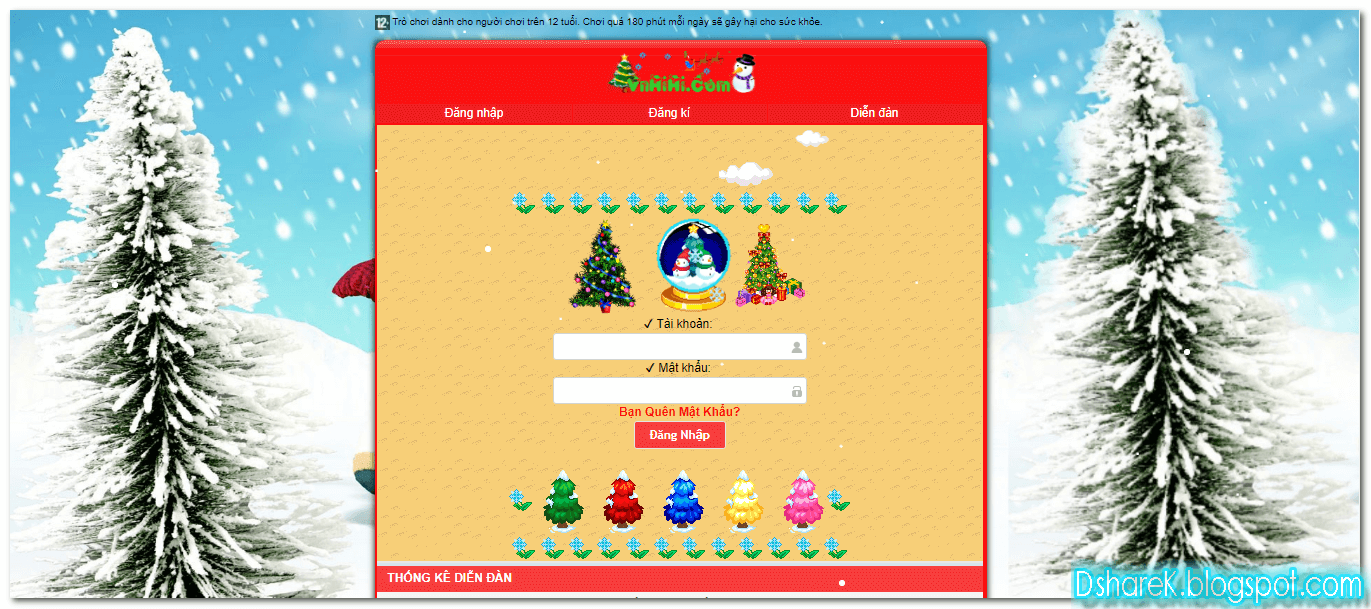 12+ Trò chơi dành cho người chơi trên 12 tuổi. Chơi quá 180 phút mỗi ngày sẽ gây hại cho sức khỏe.
VnHiHi.Com
Đăng nhập Đăng kí Diễn đàn
✓ Tài khoản:
✓ Mật khẩu:
Bạn Quên Mật Khẩu?
Đăng Nhập
THỐNG KÊ DIỄN ĐÀN
DshareK.blogspot.com